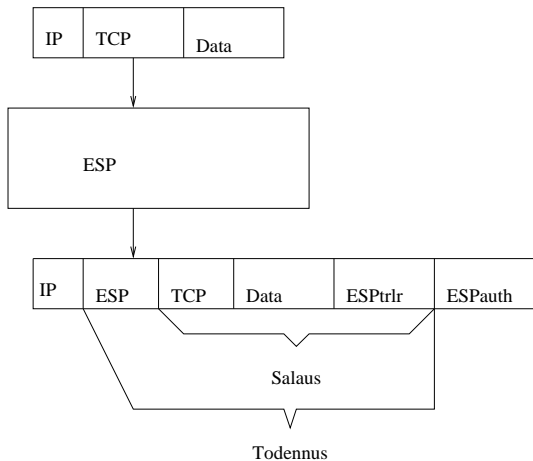 IP TCP Data
ESP
IP ESP TCP Data ESPtrlr ESPauth
Salaus
Todennus